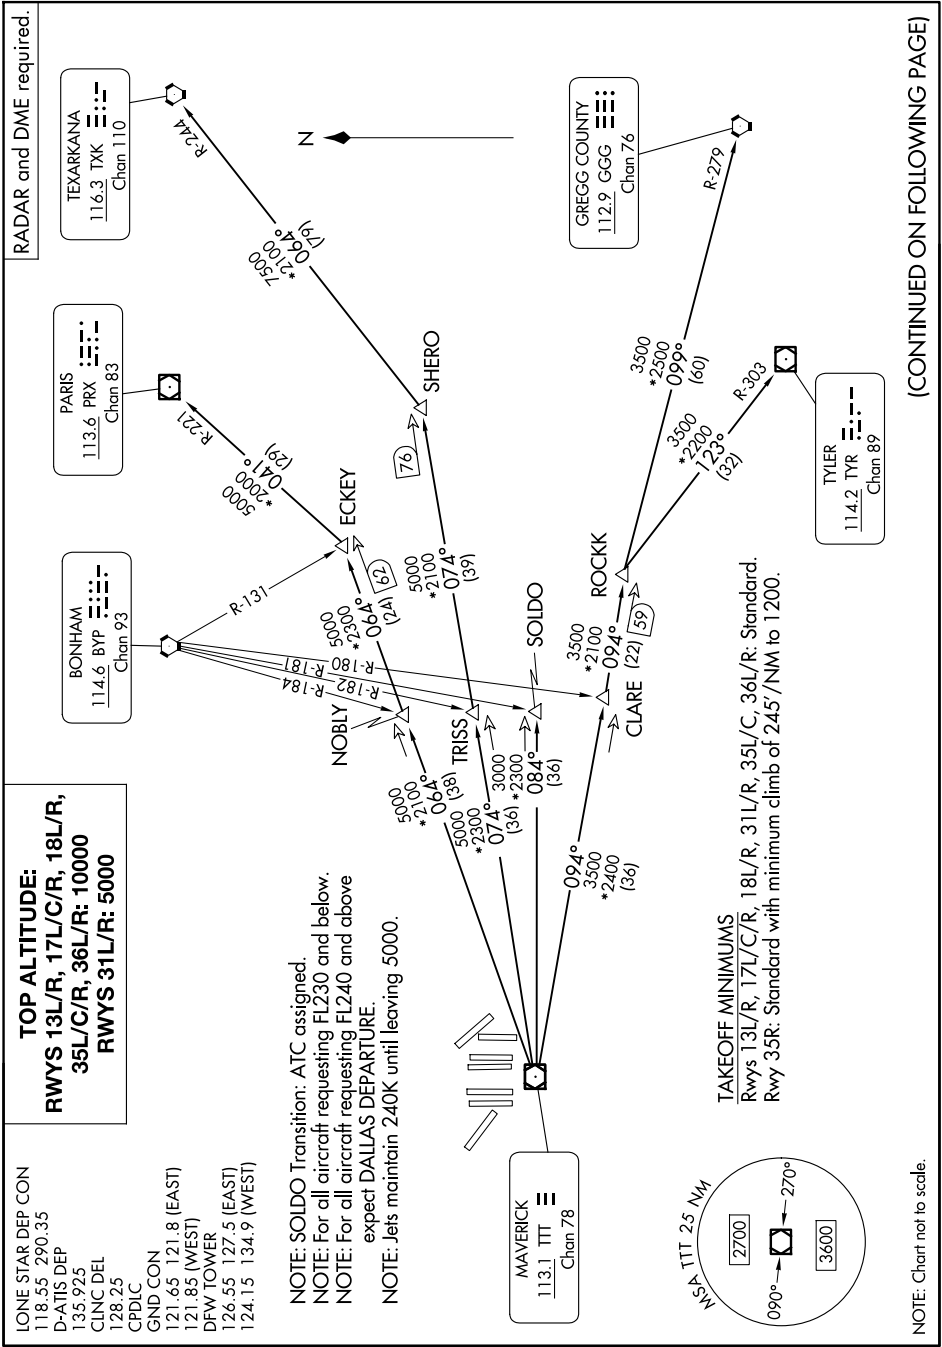 LONE STAR DEP CON
118.55 290.35
D-ATIS DEP
135.925
CLNC DEL
128.25
CPDLC
GND CON
121.65 121.8 (EAST)
121.85 (WEST)
DFW TOWER
126.55 127.5 (EAST)
124.15 134.9 (WEST)
TOP ALTITUDE:
RWYS 13L/R, 17L/C/R, 18L/R,
35L/C/R, 36L/R: 10000
RWYS 31L/R: 5000
RADAR and DME required.
NOTE: SOLDO Transition: ATC assigned.
NOTE: For all aircraft requesting FL230 and below.
NOTE: For all aircraft requesting FL240 and above
expect DALLAS DEPARTURE.
NOTE: Jets maintain 240K until leaving 5000.
BONHAM
114.6 BYP
Chan 93
PARIS
113.6 PRX
Chan 83
TEXARKANA
116.3 TXK
Chan 110
R-131
R-181
R-180
R-184
R-182
R-221
R-244
NOBLY
ECKEY
TRISS
SHERO
SOLDO
CLARE
ROCKK
5000
*2100
064°
(38)
5000
*2300
064°
(24)
62
5000
*2000
041°
(29)
5000
*2300
074°
(36)
5000
*2100
074°
(39)
76
7500
*2100
064°
(79)
3000
*2300
084°
(36)
094°
3500
*2400
(36)
3500
*2100
094°
(22)
59
3500
*2500
099°
(60)
R-279
3500
*2200
123°
(32)
R-303
N
GREGG COUNTY
112.9 GGG
Chan 76
TYLER
114.2 TYR
Chan 89
MAVERICK
113.1 TTT
Chan 78
MSA TTT 25 NM
2700
3600
090°
270°
TAKEOFF MINIMUMS
Rwys 13L/R, 17L/C/R, 18L/R, 31L/R, 35L/C, 36L/R: Standard.
Rwy 35R: Standard with minimum climb of 245'/NM to 1200.
NOTE: Chart not to scale.
(CONTINUED ON FOLLOWING PAGE)